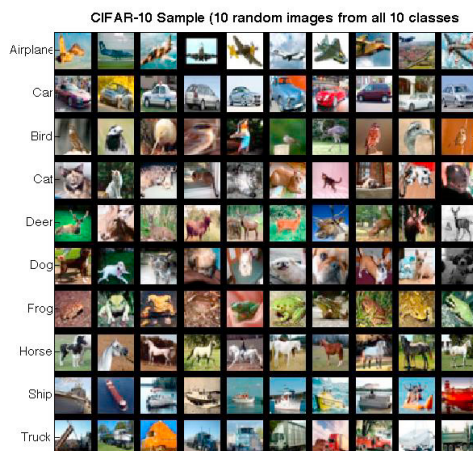 CIFAR-10 Sample (10 random images from all 10 classes
Airplane
Car
Bird
Cat
Deer
Dog
Frog
Horse
Ship
Truck